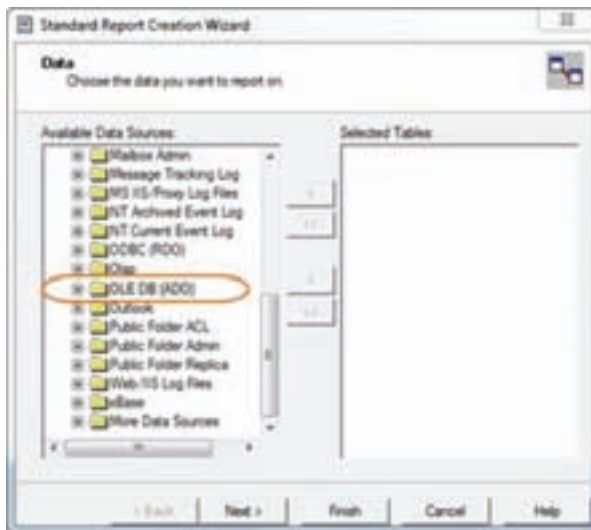 Standard Report Creation Wizard
Data
Choose the data you want to report on
Available Data Sources:
Selected Tables:
Mailbox Admin
Message Tracking Log
MS IIS/Proxy Log Files
NT Archived Event Log
NT Current Event Log
ODBC (RDO)
Olap
OLE DB (ADO)
Outlook
Public Folder ACL
Public Folder Admin
Public Folder Replica
Web/IIS Log Files
xBase
More Data Sources
< Back
Next >
Finish
Cancel
Help